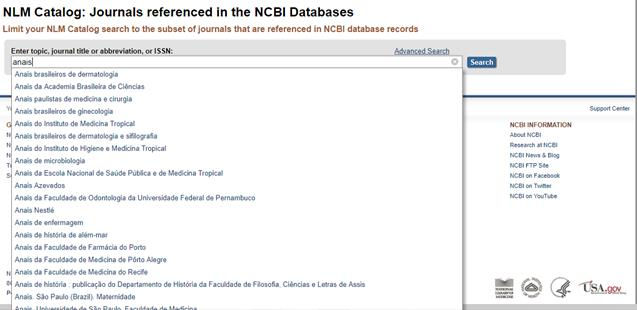 NLM Catalog: Journals referenced in the NCBI Databases
Limit your NLM Catalog search to the subset of journals that are referenced in NCBI database records
Enter topic, journal title or abbreviation, or ISSN:
Advanced Search
anais
Search
Anais brasileiros de dermatologia
Anais da Academia Brasileira de Ciências
Anais paulistas de medicina e cirurgia
Anais brasileiros de ginecologia
Anais do Instituto de Medicina Tropical
Anais brasileiros de dermatologia e sifilografia
Anais do Instituto de Higiene e Medicina Tropical
Anais de microbiologia
Anais da Escola Nacional de Saúde Pública e de Medicina Tropical
Anais Azevedos
Anais da Faculdade de Odontologia da Universidade Federal de Pernambuco
Anais Nestlé
Anais de enfermagem
Anais de história de além-mar
Anais da Faculdade de Farmácia do Porto
Anais da Faculdade de Medicina de Pôrto Alegre
Anais da Faculdade de Medicina do Recife
Anais de história : publicação do Departamento de História da Faculdade de Filosofia, Ciências e Letras de Assis
Anais. São Paulo (Brazil). Maternidade
Anais. Universidade de São Paulo. Faculdade de Medicina
Support Center
NCBI INFORMATION
About NCBI
Research at NCBI
NCBI News & Blog
NCBI FTP Site
NCBI on Facebook
NCBI on Twitter
NCBI on YouTube
USA.gov